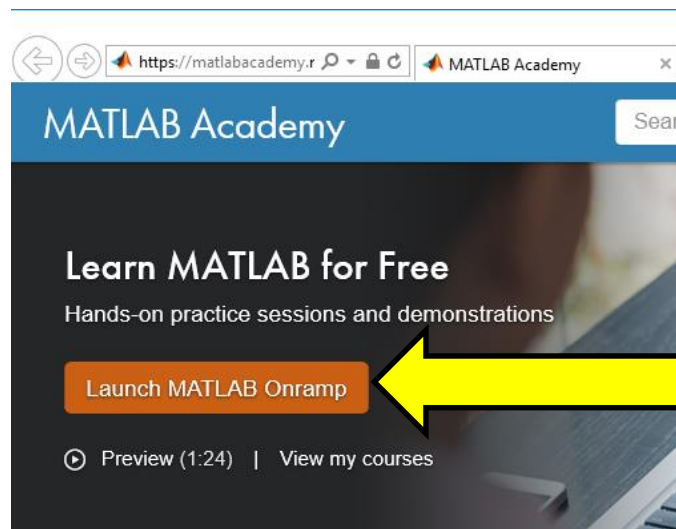 https://matlabacademy.r
MATLAB Academy
MATLAB Academy
Sear
Learn MATLAB for Free
Hands-on practice sessions and demonstrations
Launch MATLAB Onramp
Preview (1:24) | View my courses